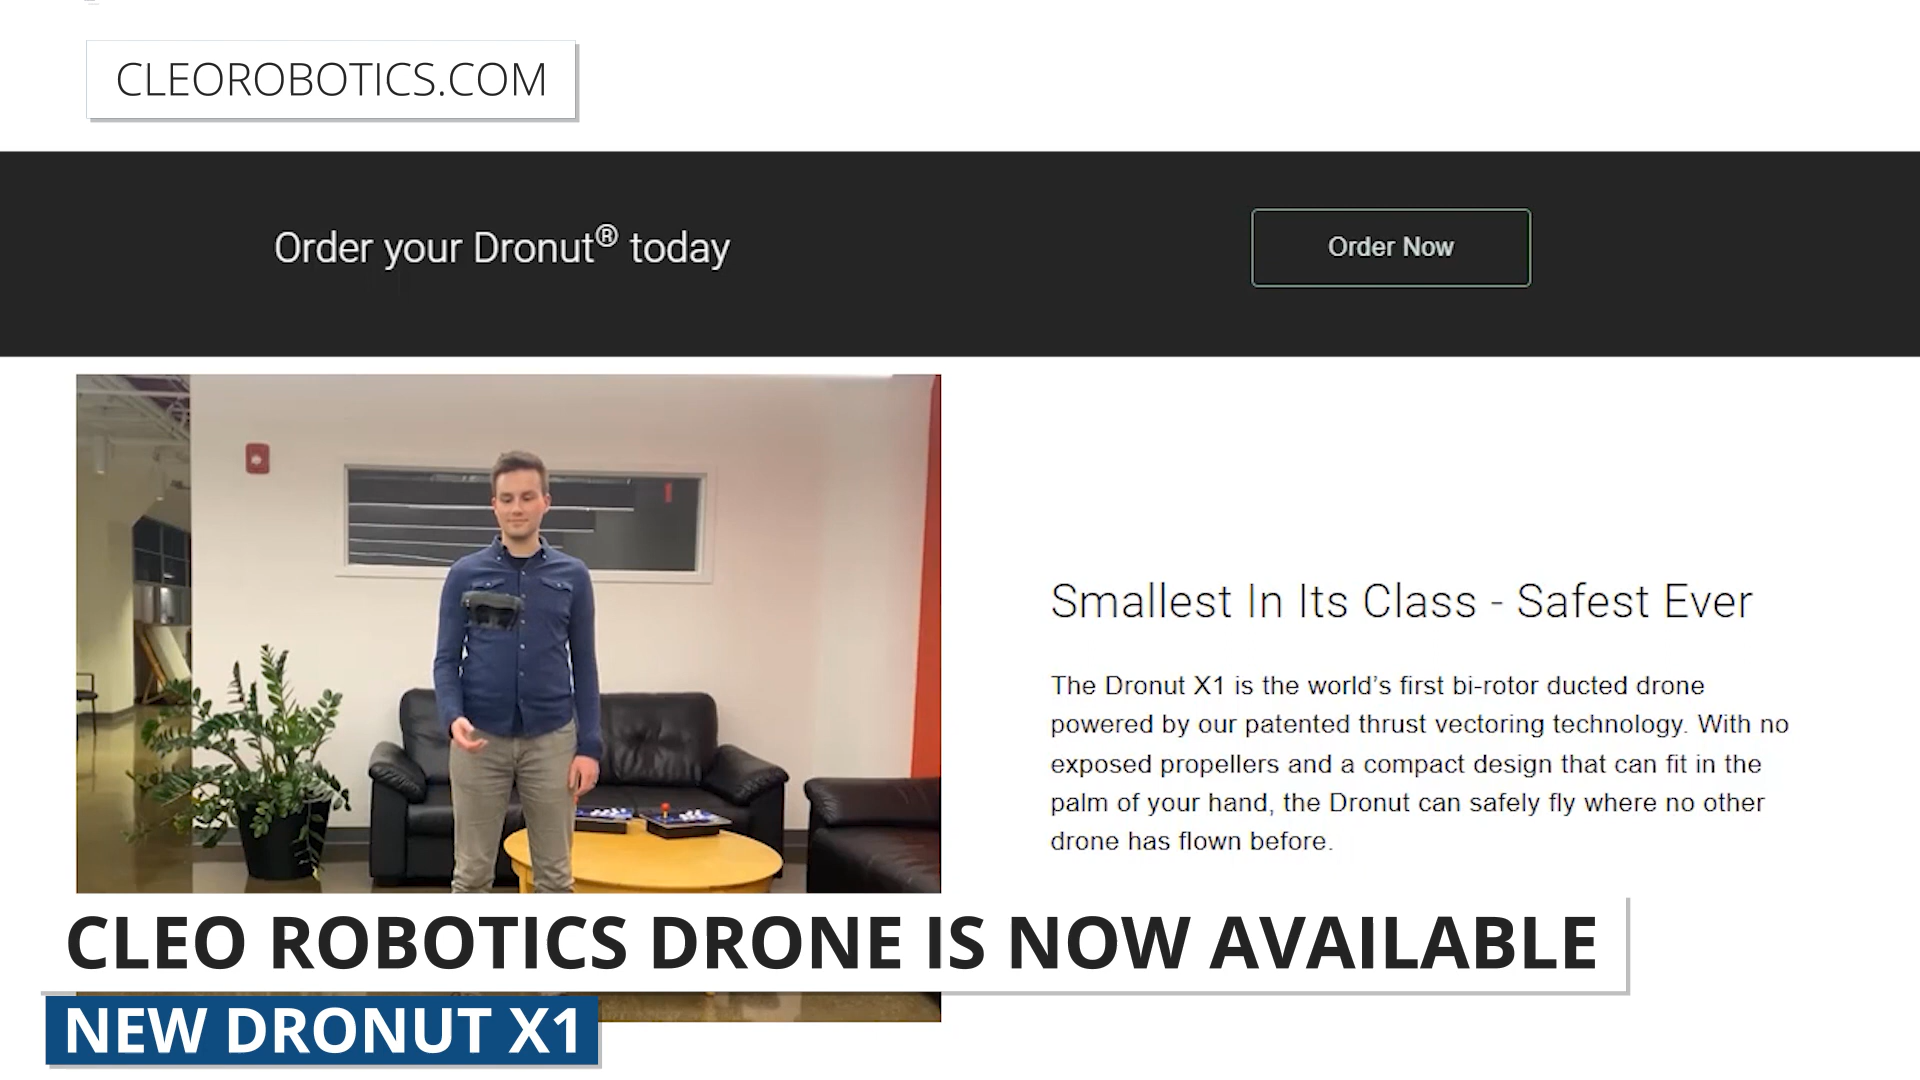 CLEOROBOTICS.COM
Order your Dronut® today
Order Now
Smallest In Its Class - Safest Ever
The Dronut X1 is the world’s first bi-rotor ducted drone
powered by our patented thrust vectoring technology. With no
exposed propellers and a compact design that can fit in the
palm of your hand, the Dronut can safely fly where no other
drone has flown before.
CLEO ROBOTICS DRONE IS NOW AVAILABLE
NEW DRONUT X1